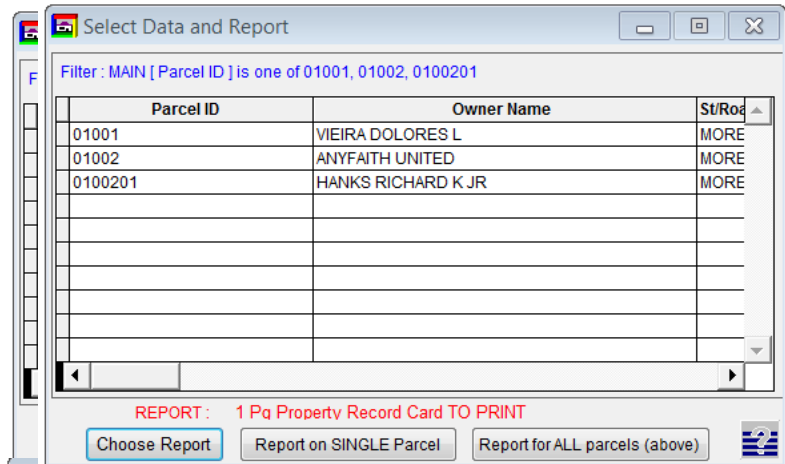 Select Data and Report
F
Filter : MAIN [ Parcel ID ] is one of 01001, 01002, 0100201
Parcel ID Owner Name St/Roa
01001 VIEIRA DOLORES L MORE
01002 ANYFAITH UNITED MORE
0100201 HANKS RICHARD K JR MORE
REPORT : 1 Pg Property Record Card TO PRINT
Choose Report Report on SINGLE Parcel Report for ALL parcels (above)